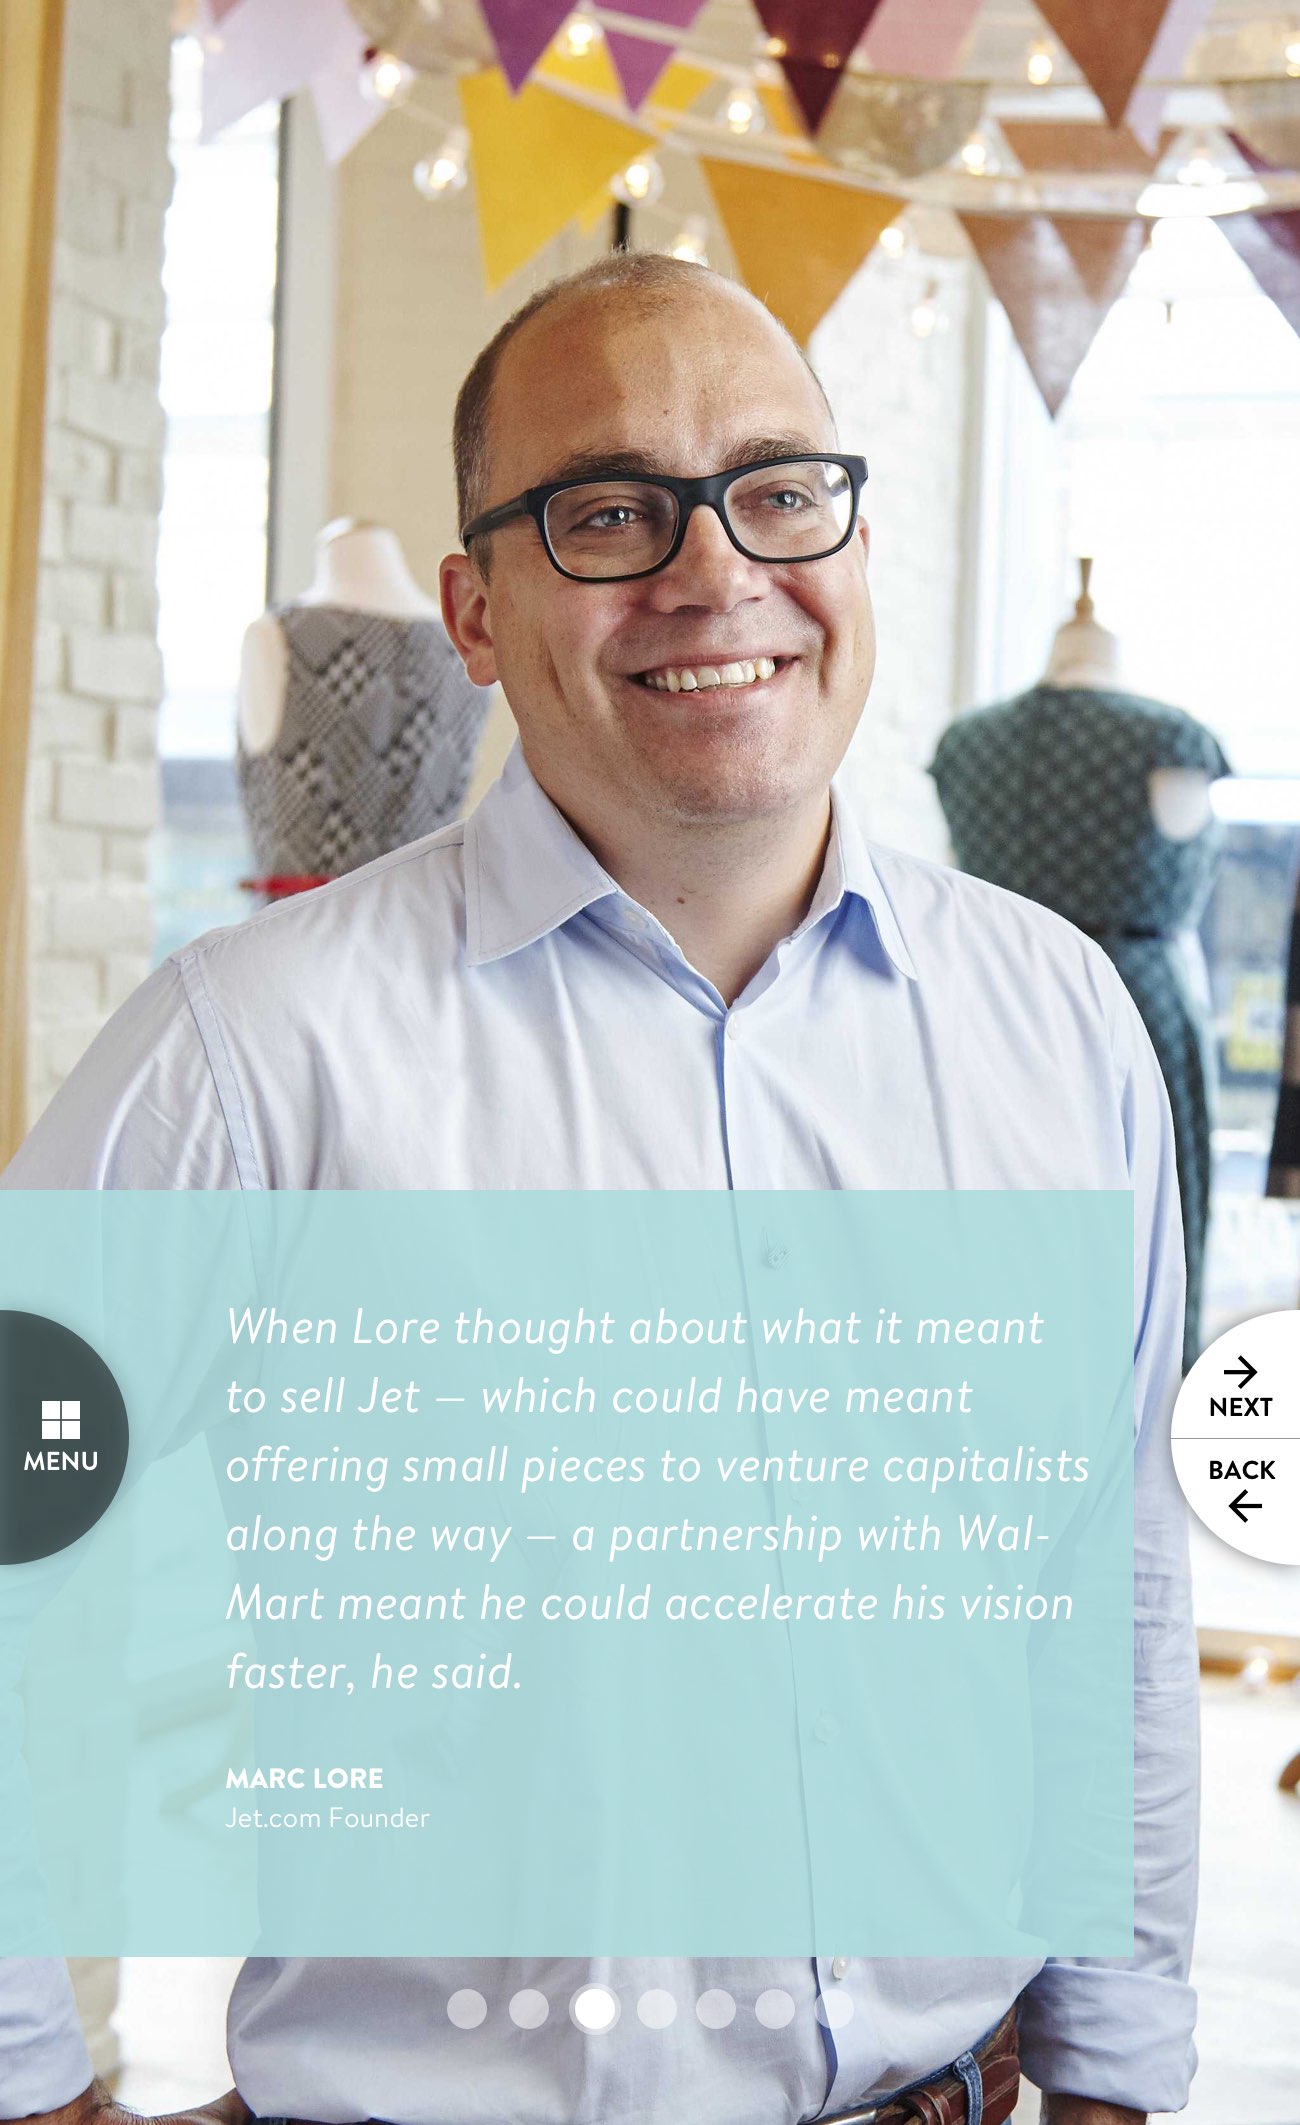 When Lore thought about what it meant
to sell Jet – which could have meant
offering small pieces to venture capitalists
along the way – a partnership with Wal-
Mart meant he could accelerate his vision
faster, he said.
MARC LORE
Jet.com Founder
MENU
NEXT
BACK